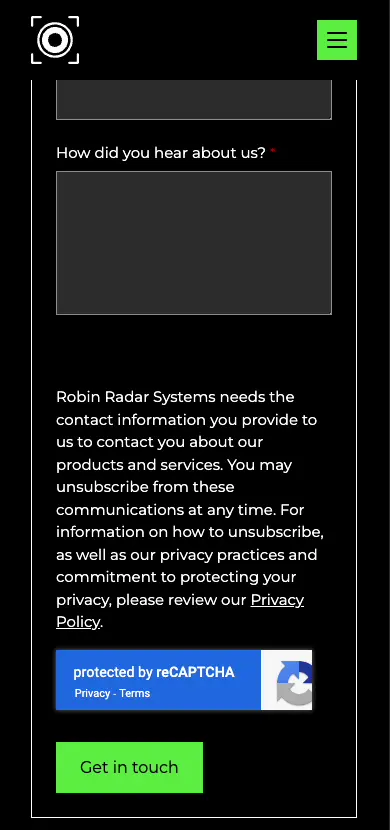 How did you hear about us? *
Robin Radar Systems needs the
contact information you provide to
us to contact you about our
products and services. You may
unsubscribe from these
communications at any time. For
information on how to unsubscribe,
as well as our privacy practices and
commitment to protecting your
privacy, please review our Privacy
Policy.
protected by reCAPTCHA
Privacy - Terms
Get in touch